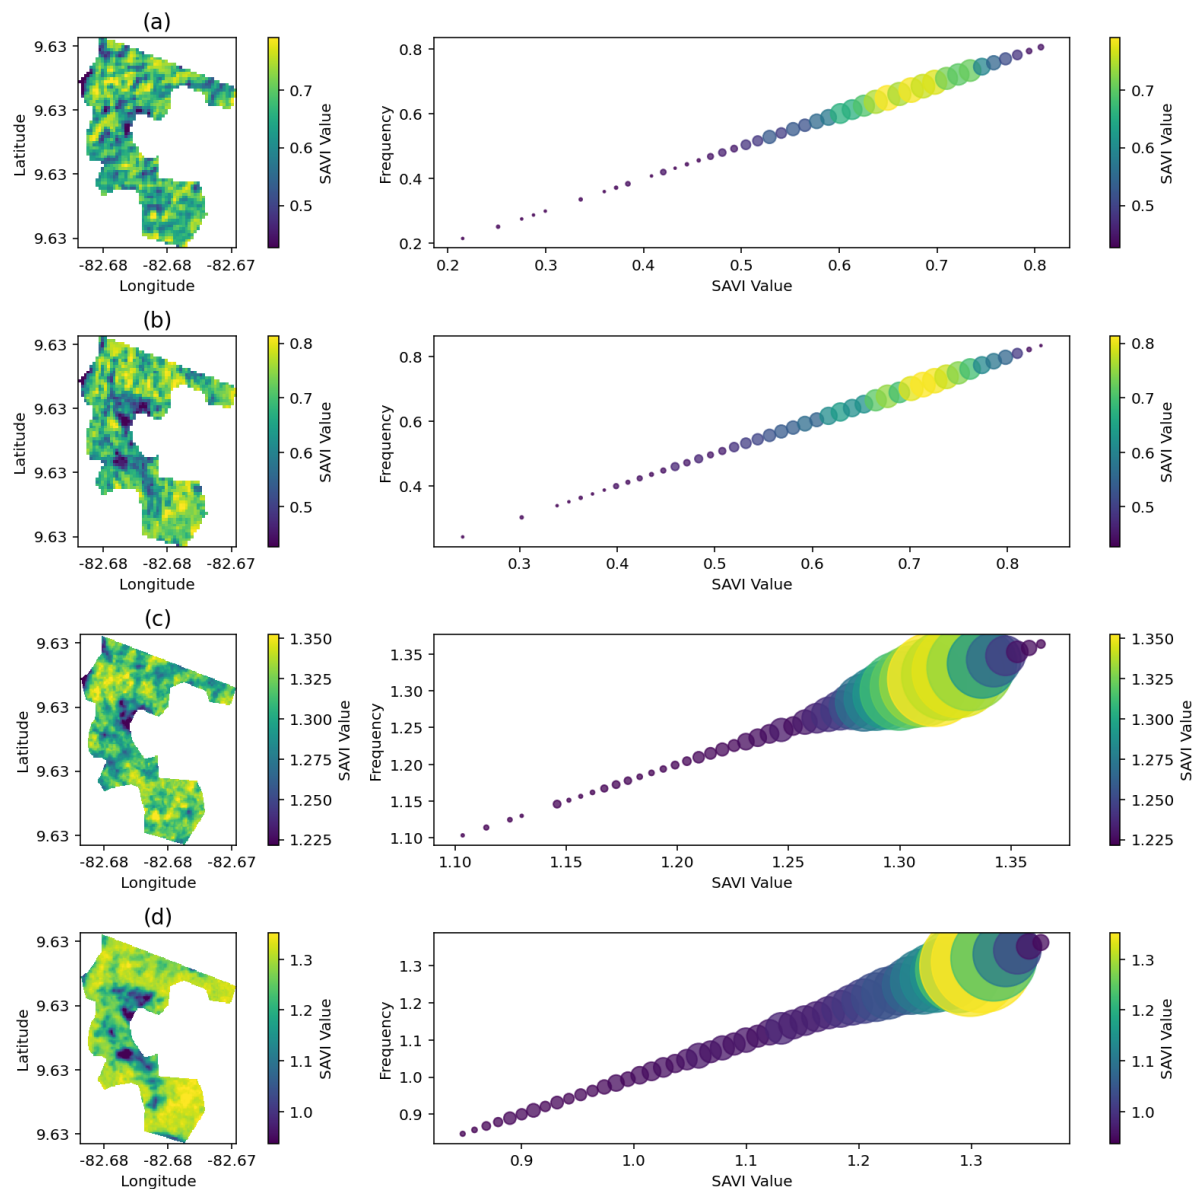 (a)
9.63
9.63
9.63
9.63
Latitude
-82.68 -82.68 -82.67
Longitude
0.7
0.6
0.5
SAVI Value
0.8
0.6
0.4
0.2
Frequency
0.2 0.3 0.4 0.5 0.6 0.7 0.8
SAVI Value
0.7
0.6
0.5
SAVI Value
(b)
9.63
9.63
9.63
9.63
Latitude
-82.68 -82.68 -82.67
Longitude
0.8
0.7
0.6
0.5
SAVI Value
0.8
0.6
0.4
Frequency
0.3 0.4 0.5 0.6 0.7 0.8
SAVI Value
0.8
0.7
0.6
0.5
SAVI Value
(c)
9.63
9.63
9.63
9.63
Latitude
-82.68 -82.68 -82.67
Longitude
1.350
1.325
1.300
1.275
1.250
1.225
SAVI Value
1.35
1.30
1.25
1.20
1.15
1.10
Frequency
1.10 1.15 1.20 1.25 1.30 1.35
SAVI Value
1.350
1.325
1.300
1.275
1.250
1.225
SAVI Value
(d)
9.63
9.63
9.63
9.63
Latitude
-82.68 -82.68 -82.67
Longitude
1.3
1.2
1.1
1.0
SAVI Value
1.3
1.2
1.1
1.0
0.9
Frequency
0.9 1.0 1.1 1.2 1.3
SAVI Value
1.3
1.2
1.1
1.0
SAVI Value